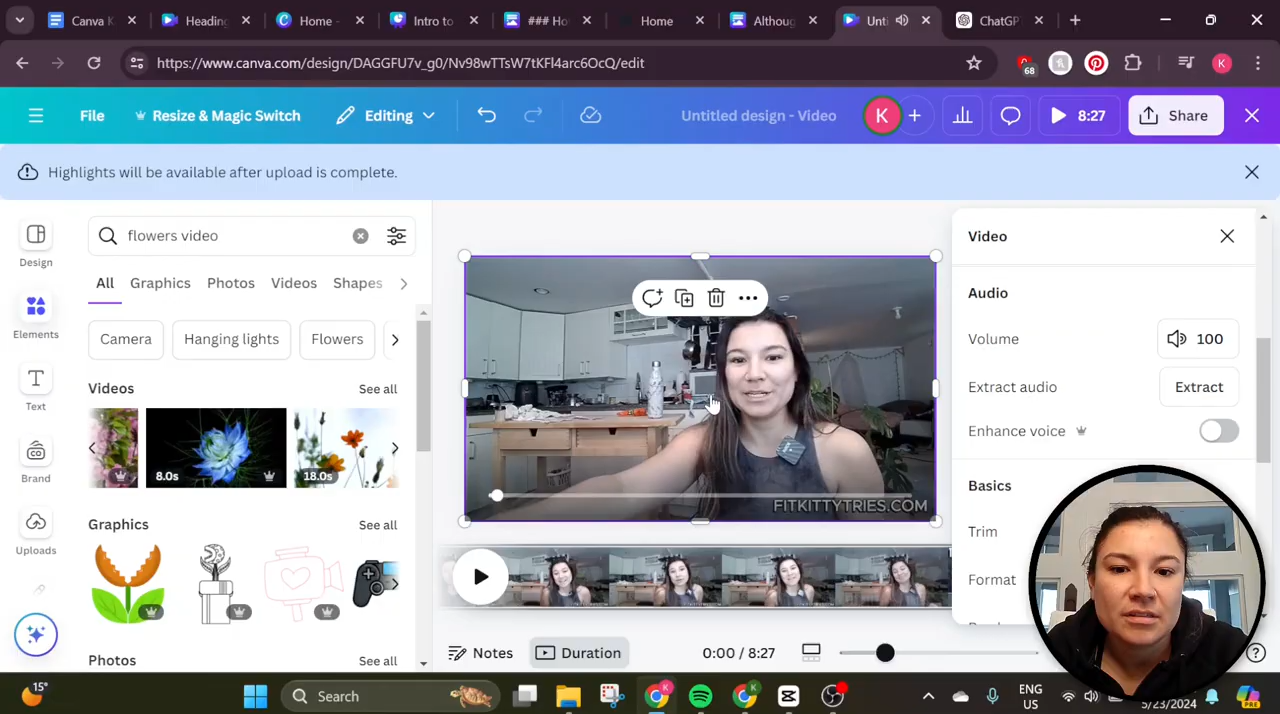 Canva K
Heading
Home -
Intro to
### Ho
Home
Althoug
Unti
ChatGP
https://www.canva.com/design/DAGGFU7v_g0/Nv98wTTsW7tKFl4arc6OcQ/edit
68
K
File
Resize & Magic Switch
Editing
Untitled design - Video
K
8:27
Share
Highlights will be available after upload is complete.
Design
Elements
Text
Brand
Uploads
flowers video
All
Graphics
Photos
Videos
Shapes
Camera
Hanging lights
Flowers
Videos
See all
8.0s
18.0s
Graphics
See all
Photos
See all
FITKITTYTRIES.COM
Video
Audio
Volume
100
Extract audio
Extract
Enhance voice
Basics
Trim
Format
Notes
Duration
0:00 / 8:27
15°
Search
ENG
US
5/23/2024
PRE